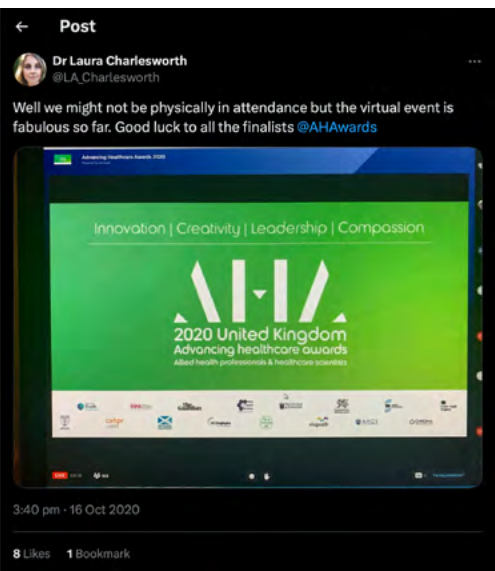 Post
Dr Laura Charlesworth
@LA_Charlesworth
Well we might not be physically in attendance but the virtual event is
fabulous so far. Good luck to all the finalists @AHAwards
Advancing Healthcare Awards 2020
Innovation | Creativity | Leadership | Compassion
AHA
2020 United Kingdom
Advancing healthcare awards
Allied health professionals & healthcare scientists
The Guardian
LIVE
3:40 pm · 16 Oct 2020
8 Likes 1 Bookmark